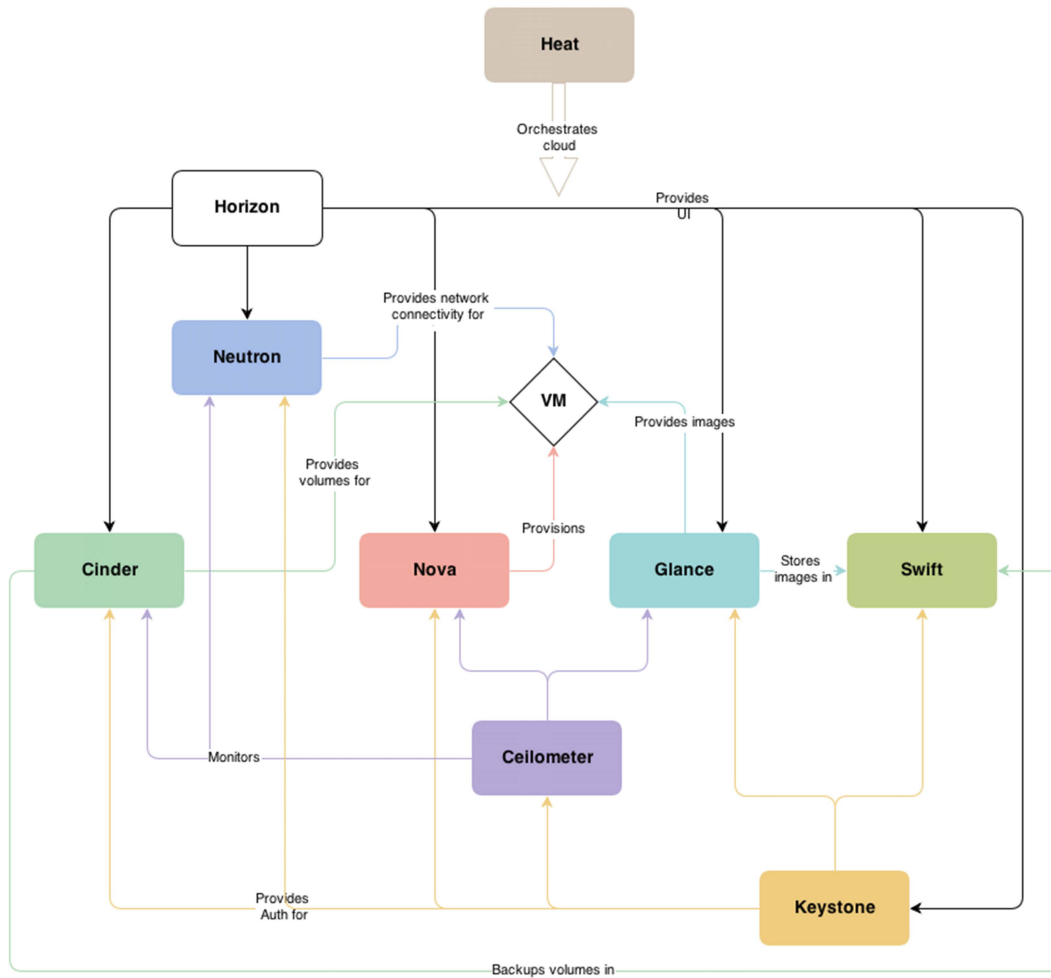 Heat
Orchestrates
cloud
Provides
UI
Horizon
Provides network
connectivity for
Neutron
VM
Provides images
Provides
volumes for
Provisions
Cinder
Nova
Glance
Stores
images in
Swift
Monitors
Ceilometer
Provides
Auth for
Keystone
Backups volumes in